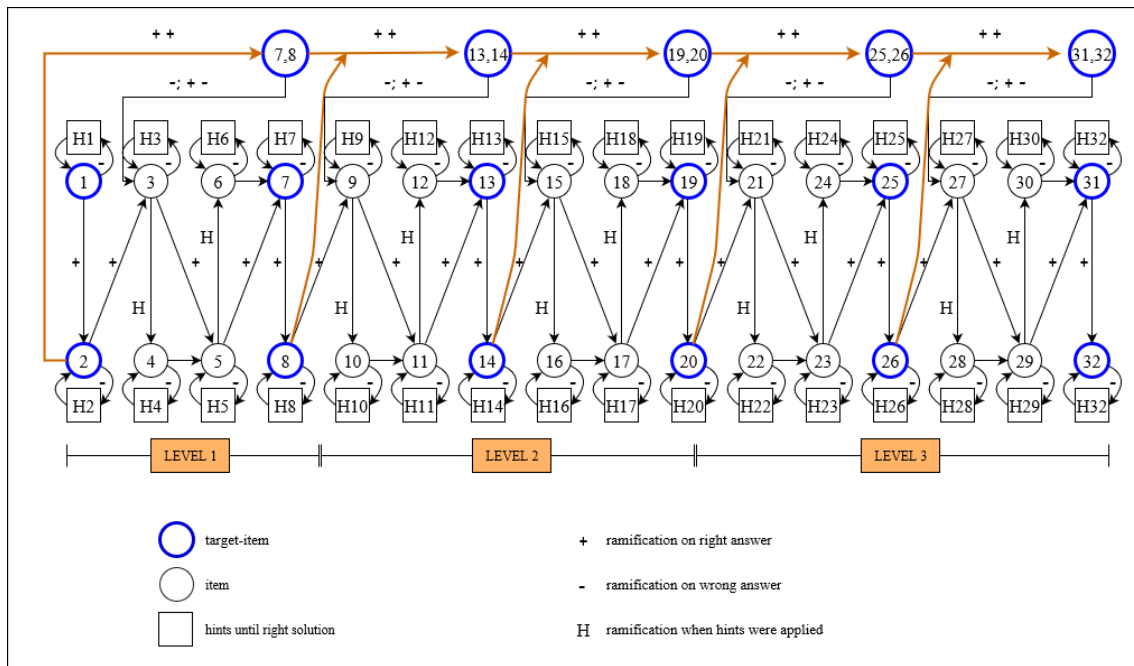 + + + + + + + + + +
7,8 13,14 19,20 25,26 31,32
-; + - -; + - -; + - -; + - -; + -
H1 H3 H6 H7 H9 H12 H13 H15 H18 H19 H21 H24 H25 H27 H30 H32
- - - - - - - - - - - - - - - -
1 3 6 7 9 12 13 15 18 19 21 24 25 27 30 31
H H H H H
+ + + + + + + + + + + + + + + + + + + + +
H H H H H
2 4 5 8 10 11 14 16 17 20 22 23 26 28 29 32
- - - - - - - - - - - - - - - -
H2 H4 H5 H8 H10 H11 H14 H16 H17 H20 H22 H23 H26 H28 H29 H32
LEVEL 1 LEVEL 2 LEVEL 3
target-item + ramification on right answer
item - ramification on wrong answer
hints until right solution H ramification when hints were applied